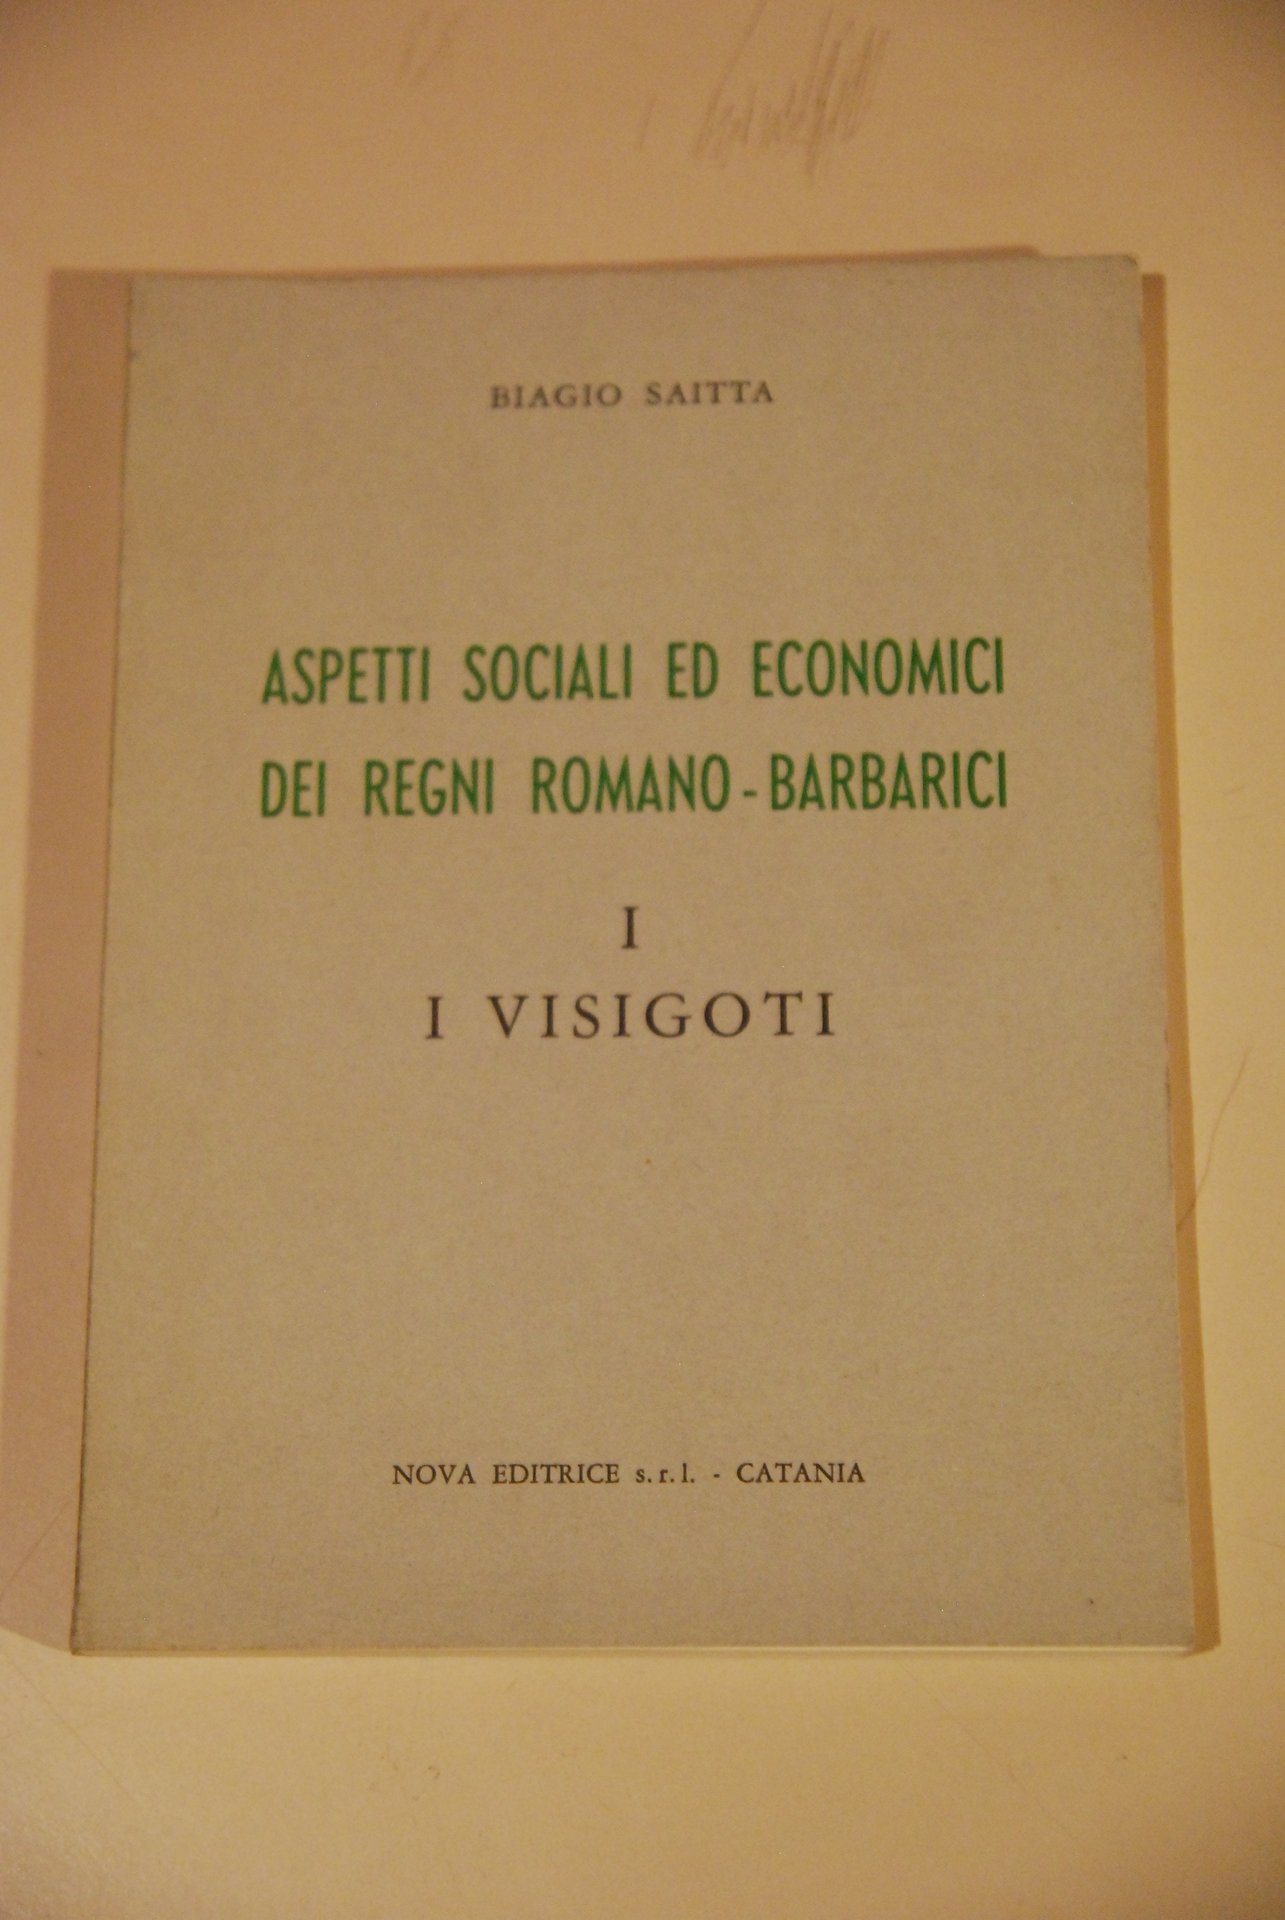 BIAGIO SAITTA
ASPETTI SOCIALI ED ECONOMICI
DEI REGNI ROMANO - BARBARICI
I
I VISIGOTI
NOVA EDITRICE s. r. l. - CATANIA